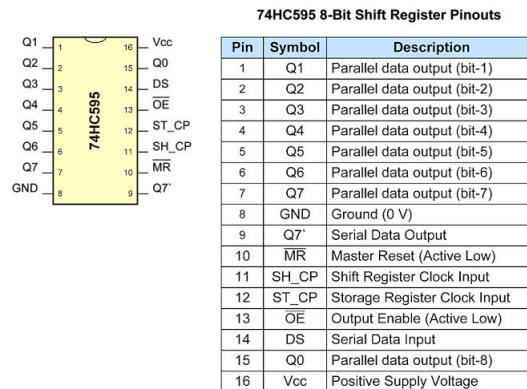 74HC595 8-Bit Shift Register Pinouts
Q1 1 16 Vcc
Q2 2 15 Q0
Q3 3 14 DS
Q4 4 13 OE
Q5 5 12 ST_CP
Q6 6 11 SH_CP
Q7 7 10 MR
GND 8 9 Q7`
74HC595
Pin Symbol Description
1 Q1 Parallel data output (bit-1)
2 Q2 Parallel data output (bit-2)
3 Q3 Parallel data output (bit-3)
4 Q4 Parallel data output (bit-4)
5 Q5 Parallel data output (bit-5)
6 Q6 Parallel data output (bit-6)
7 Q7 Parallel data output (bit-7)
8 GND Ground (0 V)
9 Q7` Serial Data Output
10 MR Master Reset (Active Low)
11 SH_CP Shift Register Clock Input
12 ST_CP Storage Register Clock Input
13 OE Output Enable (Active Low)
14 DS Serial Data Input
15 Q0 Parallel data output (bit-8)
16 Vcc Positive Supply Voltage